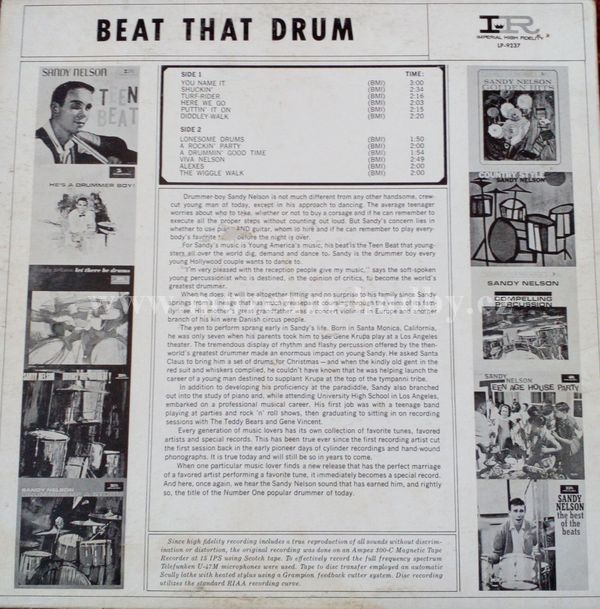 BEAT THAT DRUM
IR
IMPERIAL HIGH FIDELITY
LP-9237
SANDY NELSON
TEEN
BEAT
HE'S A DRUMMER BOY!
let there be drums
SANDY NELSON
SIDE 1 TIME:
YOU NAME IT (BMI) 3:00
SHUCKIN' (BMI) 2:34
TURF-RIDER (BMI) 2:16
HERE WE GO (BMI) 2:03
PUTTIN' IT ON (BMI) 2:15
DIDDLEY-WALK (BMI) 2:20
SIDE 2
LONESOME DRUMS (BMI) 1:50
A ROCKIN' PARTY (BMI) 2:00
A DRUMMIN' GOOD TIME (BMI) 1:54
VIVA NELSON (BMI) 2:49
ALEXES (BMI) 2:00
THE WIGGLE WALK (BMI) 2:00
Drummer-boy Sandy Nelson is not much different from any other handsome, crew-
cut young man of today, except in his approach to dancing. The average teenager
worries about who to take, whether or not to buy a corsage and if he can remember to
execute all the proper steps without counting out loud. But Sandy's concern lies in
whether to use AND guitar, whom to hire and if he can remember to play every-
body's favorite before the night is over.
For Sandy's music is Young America's music, his beat is the Teen Beat that young-
sters all over the world dig, demand and dance to. Sandy is the drummer boy every
young Hollywood couple wants to dance to.
"I'm very pleased with the reception people give my music," says the soft-spoken
young percussionist who is destined, in the opinion of critics, to become the world's
greatest drummer.
When he does, it will be altogether fitting and no surprise to his family since Sandy
springs from a lineage that has much greasepaint coursing through the veins of its fam-
ily tree. His mother's great grandfather was a concert violinist in Europe and another
branch of his kin were Danish circus people.
The yen to perform sprang early in Sandy's life. Born in Santa Monica, California,
he was only seven when his parents took him to see Gene Krupa play at a Los Angeles
theater. The tremendous display of rhythm and flashy percussion offered by the then-
world's greatest drummer made an enormous impact on young Sandy. He asked Santa
Claus to bring him a set of drums for Christmas — and when the kindly old gent in the
red suit and whiskers complied, he couldn't have known that he was helping launch the
career of a young man destined to supplant Krupa at the top of the tympani tribe.
In addition to developing his proficiency at the paradiddle, Sandy also branched
out into the study of piano and, while attending University High School in Los Angeles,
embarked on a professional musical career. His first job was with a teenage band
playing at parties and rock 'n' roll shows, then graduating to sitting in on recording
sessions with The Teddy Bears and Gene Vincent.
Every generation of music lovers has its own collection of favorite tunes, favored
artists and special records. This has been true ever since the first recording artist cut
the first session back in the early pioneer days of cylinder recordings and hand-wound
phonographs. It is true today and will still be so in years to come.
When one particular music lover finds a new release that has the perfect marriage
of a favored artist performing a favorite tune, it immediately becomes a special record.
And here, once again, we hear the Sandy Nelson sound that has earned him, and rightly
so, the title of the Number One popular drummer of today.
Since high fidelity recording includes a true reproduction of all sounds without discrim-
ination or distortion, the original recording was done on an Ampex 300-C Magnetic Tape
Recorder at 15 IPS using Scotch tape. To effectively record the full frequency spectrum
Telefunken U-47M microphones were used. Tape to disc transfer employed an automatic
Scully lathe with heated stylus using a Grampion feedback cutter system. Disc recording
utilizes the standard RIAA recording curve.
SANDY NELSON
GOLDEN HITS
COUNTRY STYLE
SANDY NELSON
SANDY NELSON
COMPELLING
PERCUSSION
SANDY
NELSON
TEEN AGE HOUSE PARTY
SANDY
NELSON
the best
of the
beats